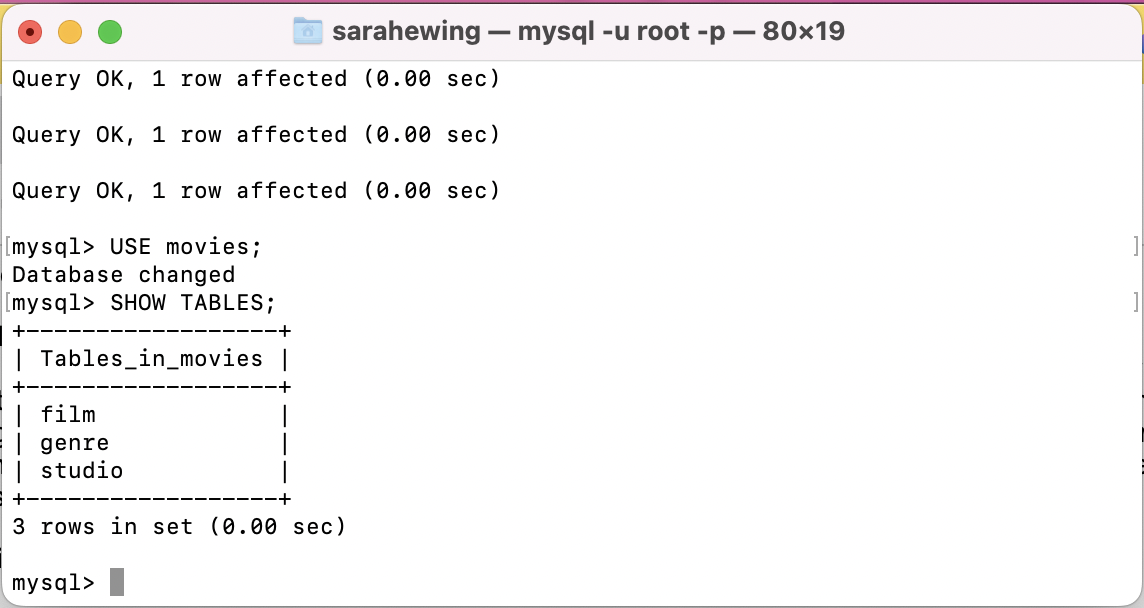 sarahewing — mysql -u root -p — 80×19
Query OK, 1 row affected (0.00 sec)
Query OK, 1 row affected (0.00 sec)
Query OK, 1 row affected (0.00 sec)
[mysql> USE movies; ]
Database changed
[mysql> SHOW TABLES; ]
+------------------+
| Tables_in_movies |
+------------------+
| film             |
| genre            |
| studio           |
+------------------+
3 rows in set (0.00 sec)
mysql>